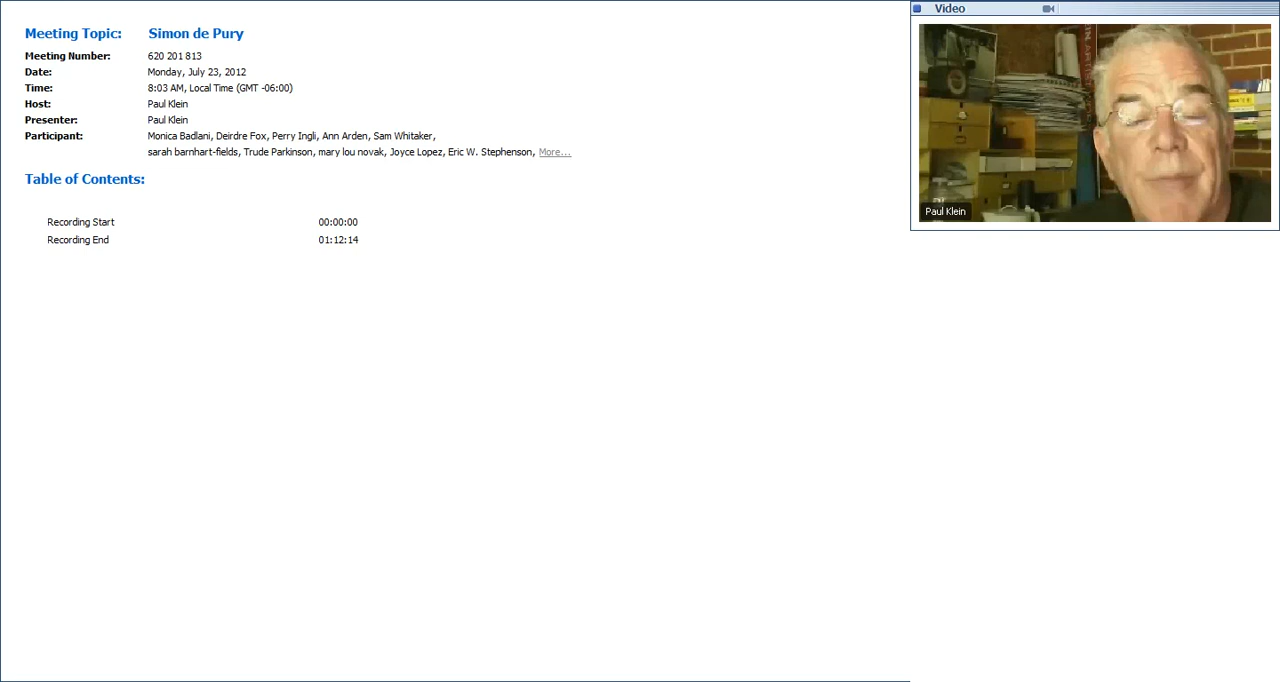 Meeting Topic: Simon de Pury
Meeting Number: 620 201 813
Date: Monday, July 23, 2012
Time: 8:03 AM, Local Time (GMT -06:00)
Host: Paul Klein
Presenter: Paul Klein
Participant: Monica Badlani, Deirdre Fox, Perry Ingli, Ann Arden, Sam Whitaker,
sarah barnhart-fields, Trude Parkinson, mary lou novak, Joyce Lopez, Eric W. Stephenson, More...
Table of Contents:
Recording Start 00:00:00
Recording End 01:12:14
Video
Paul Klein